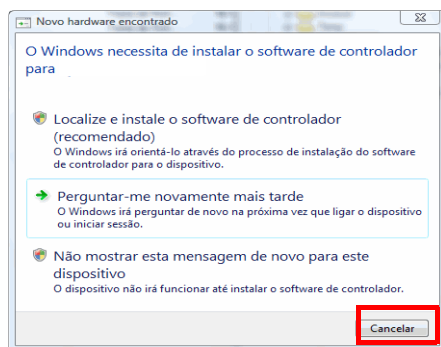 Novo hardware encontrado
O Windows necessita de instalar o software de controlador
para
Localize e instale o software de controlador
(recomendado)
O Windows irá orientá-lo através do processo de instalação do software
de controlador para o dispositivo.
Perguntar-me novamente mais tarde
O Windows irá perguntar de novo na próxima vez que ligar o dispositivo
ou iniciar sessão.
Não mostrar esta mensagem de novo para este
dispositivo
O dispositivo não irá funcionar até instalar o software de controlador.
Cancelar